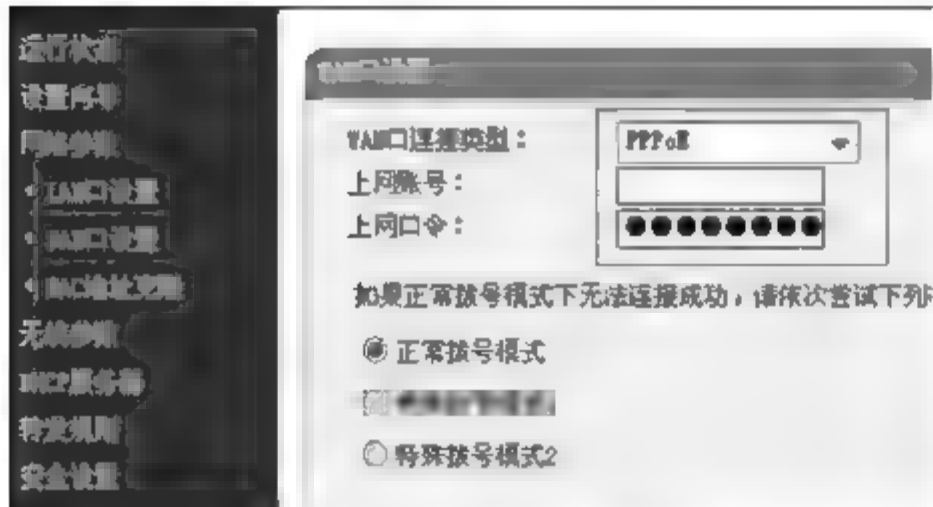 运行状态
设置向导
网络参数
LAN口设置
WAN口设置
MAC地址克隆
无线参数
DHCP服务器
转发规则
安全设置
WAN口设置
WAN口连接类型：
PPPoE
上网账号：
上网口令：
●●●●●●●●
如果正常拨号模式下无法连接成功，请依次尝试下列
正常拨号模式
特殊拨号模式2